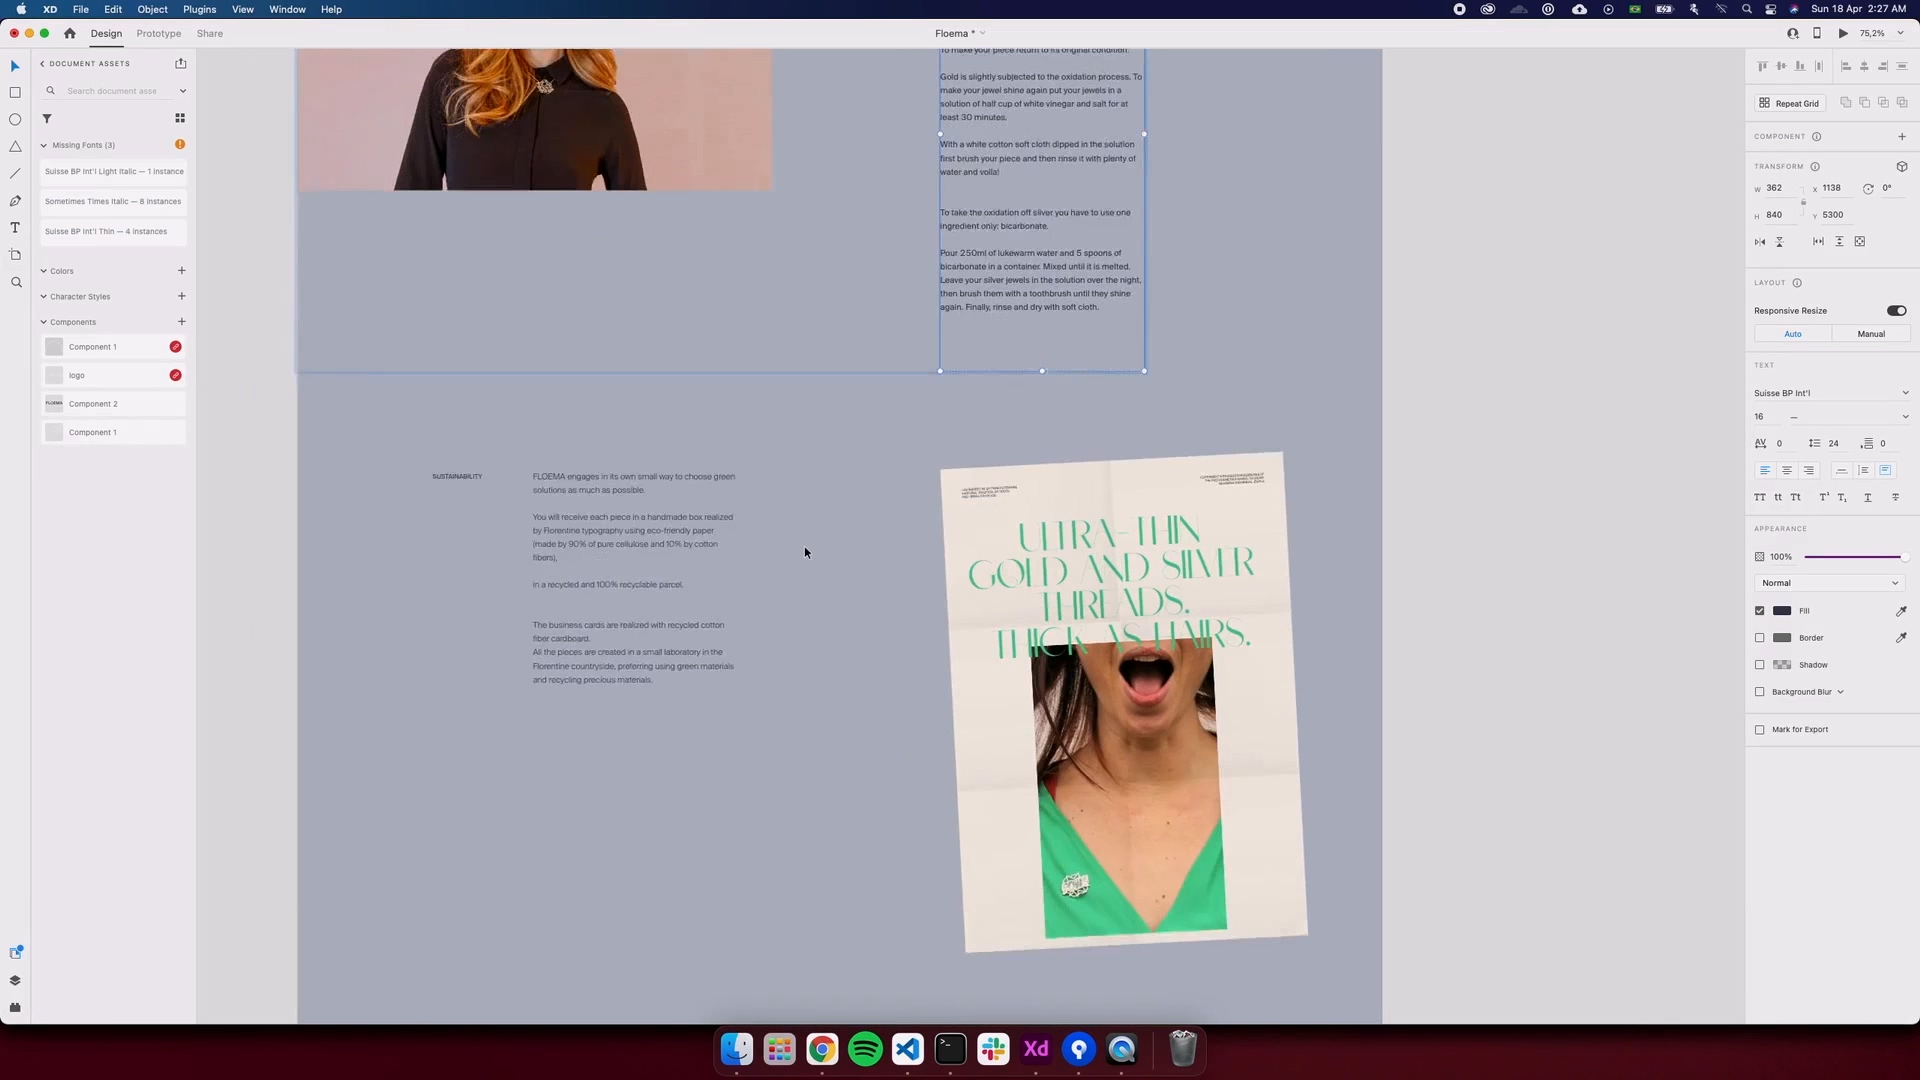 XD File Edit Object Plugins View Window Help
Sun 18 Apr 2:27 AM
Design Prototype Share
Floema *
75,2%
DOCUMENT ASSETS
Search document asse
Missing Fonts (3)
Suisse BP Int'l Light Italic — 1 instance
Sometimes Times Italic — 8 instances
Suisse BP Int'l Thin — 4 instances
Colors
Character Styles
Components
Component 1
logo
FLOEMA Component 2
Component 1
To make your piece return to its original condition.
Gold is slightly subjected to the oxidation process. To
make your jewel shine again put your jewels in a
solution of half cup of white vinegar and salt for at
least 30 minutes.
With a white cotton soft cloth dipped in the solution
first brush your piece and then rinse it with plenty of
water and voila!
To take the oxidation off silver you have to use one
ingredient only: bicarbonate.
Pour 250ml of lukewarm water and 5 spoons of
bicarbonate in a container. Mixed until it is melted.
Leave your silver jewels in the solution over the night,
then brush them with a toothbrush until they shine
again. Finally, rinse and dry with soft cloth.
SUSTAINABILITY
FLOEMA engages in its own small way to choose green
solutions as much as possible.
You will receive each piece in a handmade box realized
by Florentine typography using eco-friendly paper
(made by 90% of pure cellulose and 10% by cotton
fibers),
in a recycled and 100% recyclable parcel.
The business cards are realized with recycled cotton
fiber cardboard.
All the pieces are created in a small laboratory in the
Florentine countryside, preferring using green materials
and recycling precious materials.
ULTRA-THIN
GOLD AND SILVER
THREADS.
THICK AS HAIRS.
Repeat Grid
COMPONENT
TRANSFORM
W 362 X 1138 0°
H 840 Y 5300
LAYOUT
Responsive Resize
Auto Manual
TEXT
Suisse BP Int'l
16 —
AV 0 24 0
TT tt Tt T¹ T₁ T T
APPEARANCE
100%
Normal
Fill
Border
Shadow
Background Blur
Mark for Export
Xd